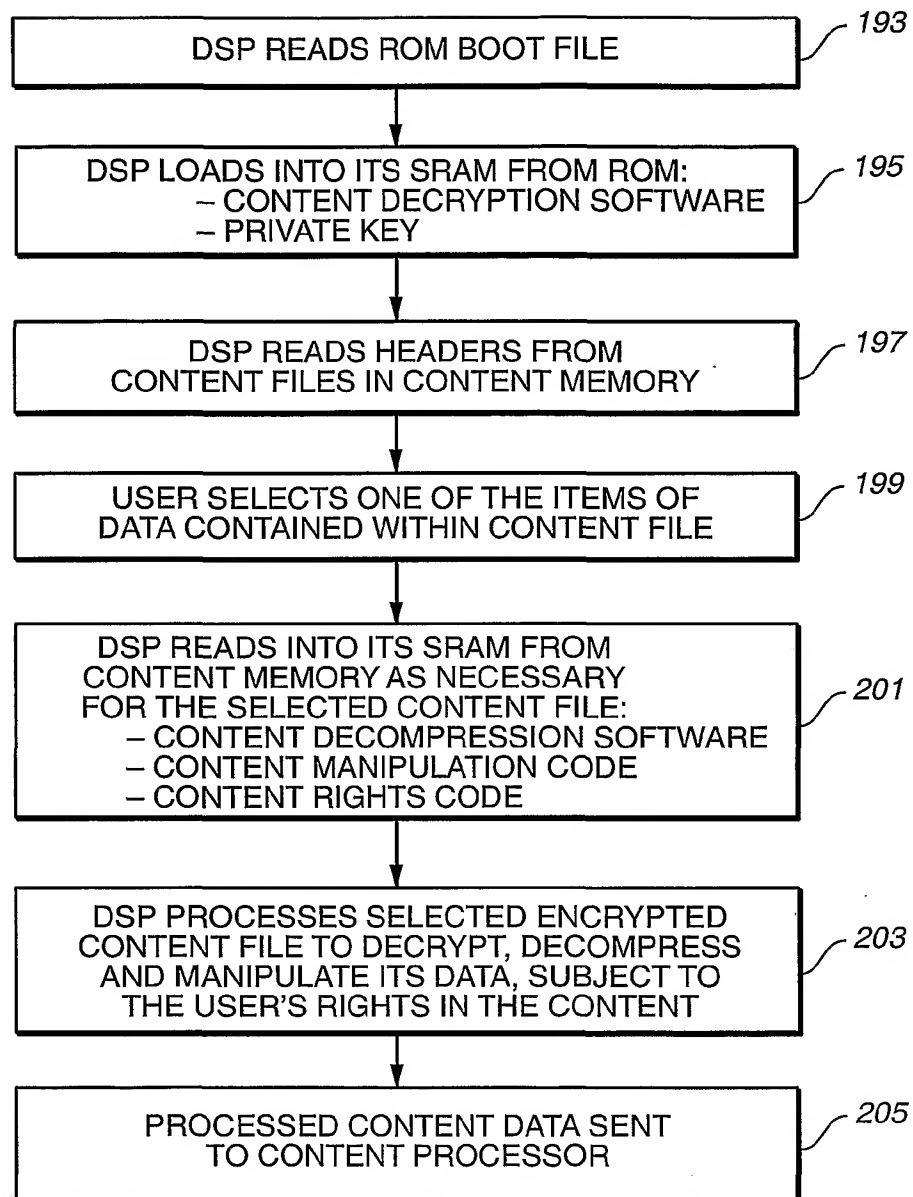 DSP READS ROM BOOT FILE
193
DSP LOADS INTO ITS SRAM FROM ROM:
– CONTENT DECRYPTION SOFTWARE
– PRIVATE KEY
195
DSP READS HEADERS FROM
CONTENT FILES IN CONTENT MEMORY
197
USER SELECTS ONE OF THE ITEMS OF
DATA CONTAINED WITHIN CONTENT FILE
199
DSP READS INTO ITS SRAM FROM
CONTENT MEMORY AS NECESSARY
FOR THE SELECTED CONTENT FILE:
– CONTENT DECOMPRESSION SOFTWARE
– CONTENT MANIPULATION CODE
– CONTENT RIGHTS CODE
201
DSP PROCESSES SELECTED ENCRYPTED
CONTENT FILE TO DECRYPT, DECOMPRESS
AND MANIPULATE ITS DATA, SUBJECT TO
THE USER'S RIGHTS IN THE CONTENT
203
PROCESSED CONTENT DATA SENT
TO CONTENT PROCESSOR
205